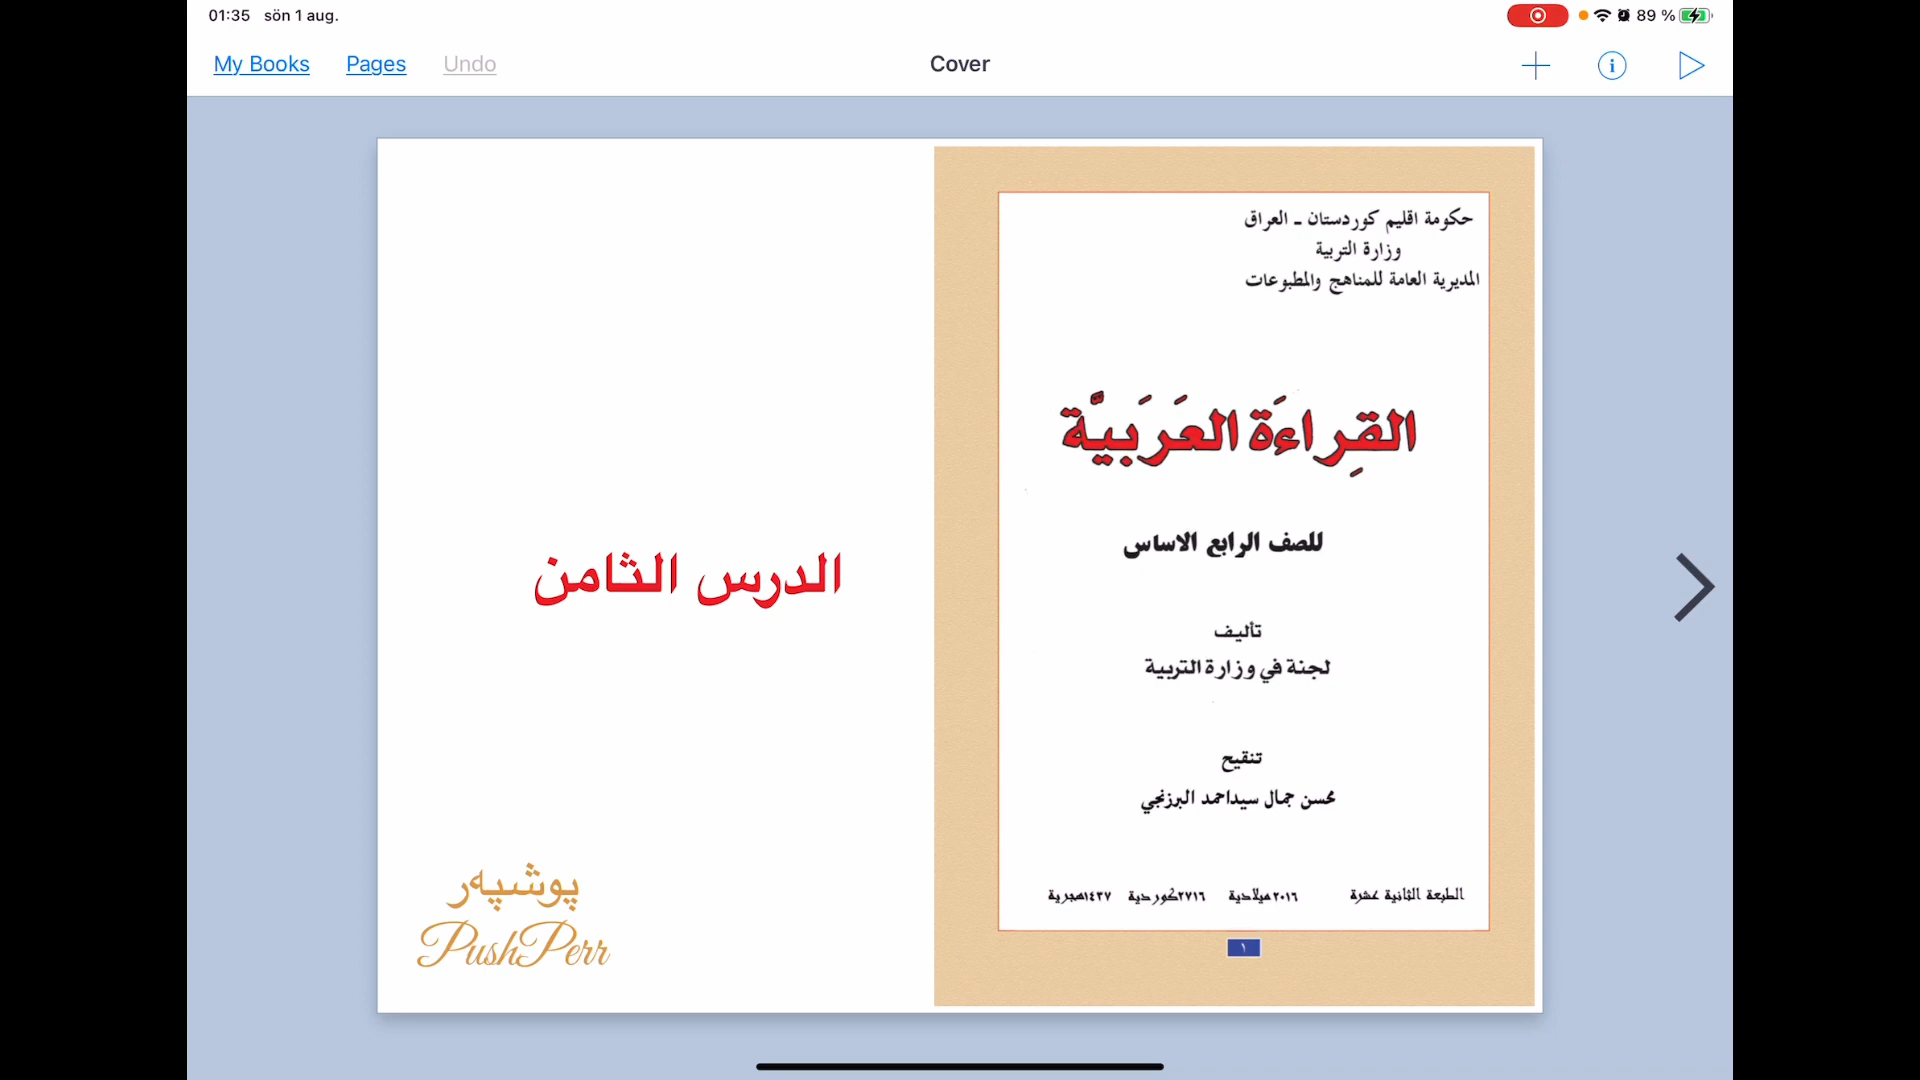 01:35 sön 1 aug.
89 %
My Books Pages Undo
Cover
حكومة اقليم كوردستان - العراق
وزارة التربية
المديرية العامة للمناهج والمطبوعات
القِراءَة العَرَبيَّة
للصف الرابع الاساس
تأليف
لجنة في وزارة التربية
تنقيح
محسن جمال سيداحمد البرزنجي
الطبعة الثانية عشرة ٢٠١٦ميلادية ٢٧١٦كوردية ١٤٣٧هجرية
١
الدرس الثامن
پوشپەر
PushPerr